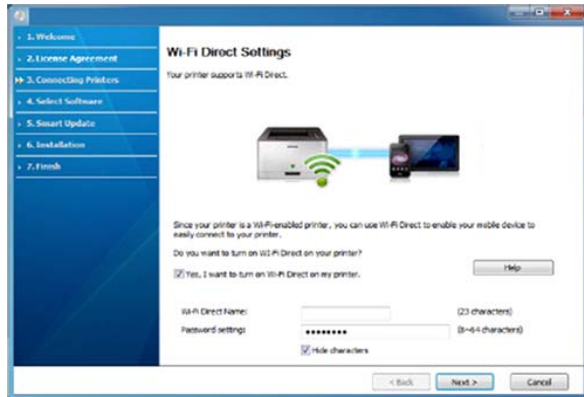 1. Welcome
2. License Agreement
3. Connecting Printers
4. Select Software
5. Smart Update
6. Installation
7. Finish
Wi-Fi Direct Settings
Your printer supports Wi-Fi Direct.
Since your printer is a Wi-Fi-enabled printer, you can use Wi-Fi Direct to enable your mobile device to
easily connect to your printer.
Do you want to turn on Wi-Fi Direct on your printer?
Yes, I want to turn on Wi-Fi Direct on my printer.
Help
Wi-Fi Direct Name: (23 characters)
Password setting: ●●●●●●●● (8~64 characters)
Hide characters
< Back Next > Cancel